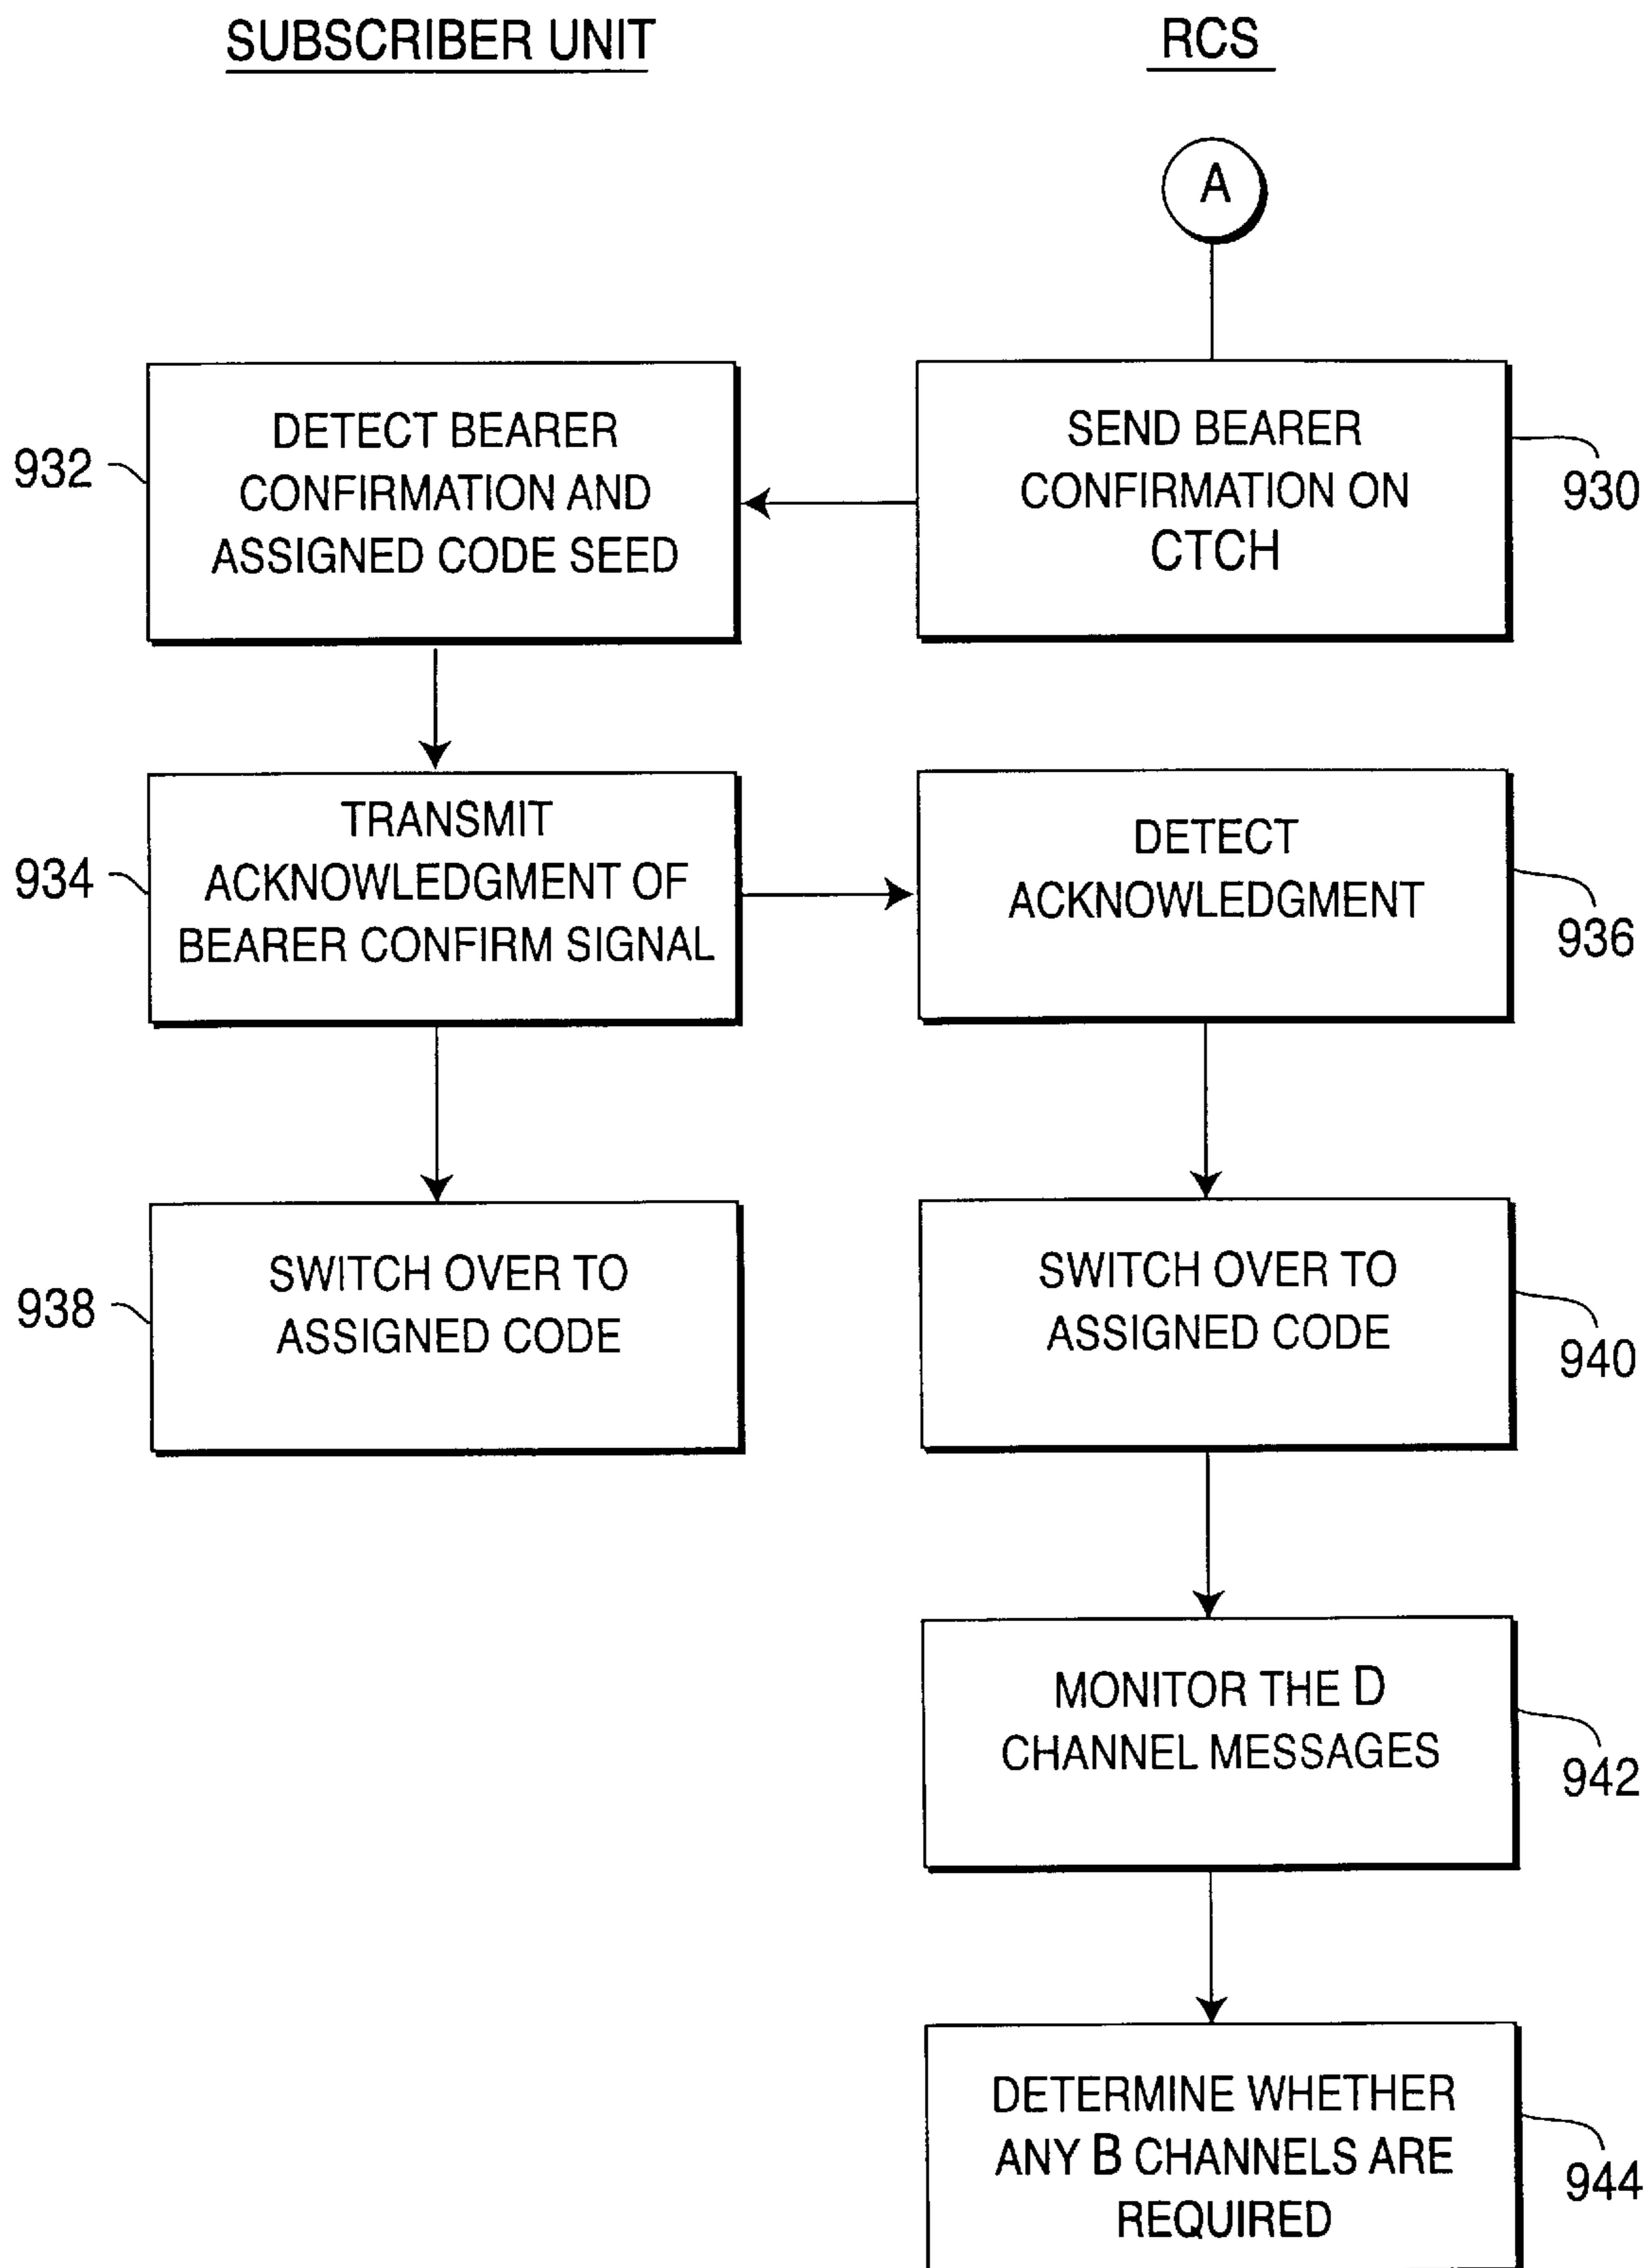 SUBSCRIBER UNIT
RCS
A
932
DETECT BEARER
CONFIRMATION AND
ASSIGNED CODE SEED
SEND BEARER
CONFIRMATION ON
CTCH
930
934
TRANSMIT
ACKNOWLEDGMENT OF
BEARER CONFIRM SIGNAL
DETECT
ACKNOWLEDGMENT
936
938
SWITCH OVER TO
ASSIGNED CODE
SWITCH OVER TO
ASSIGNED CODE
940
MONITOR THE D
CHANNEL MESSAGES
942
DETERMINE WHETHER
ANY B CHANNELS ARE
REQUIRED
944